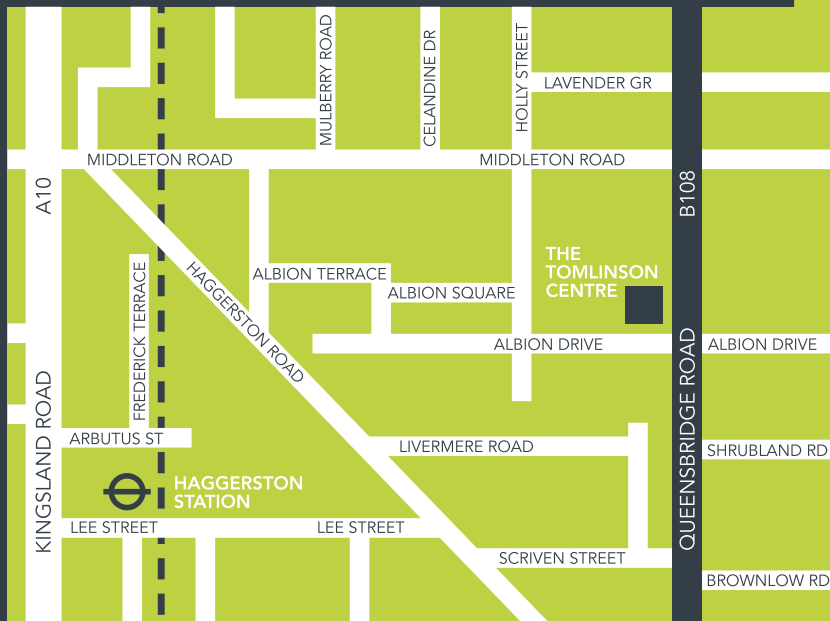 MULBERRY ROAD
CELANDINE DR
HOLLY STREET
LAVENDER GR
MIDDLETON ROAD
MIDDLETON ROAD
A10
B108
THE
TOMLINSON
CENTRE
HAGGERSTON ROAD
ALBION TERRACE
ALBION SQUARE
FREDERICK TERRACE
ALBION DRIVE
ALBION DRIVE
KINGSLAND ROAD
QUEENSBRIDGE ROAD
ARBUTUS ST
LIVERMERE ROAD
SHRUBLAND RD
HAGGERSTON
STATION
LEE STREET
LEE STREET
SCRIVEN STREET
BROWNLOW RD